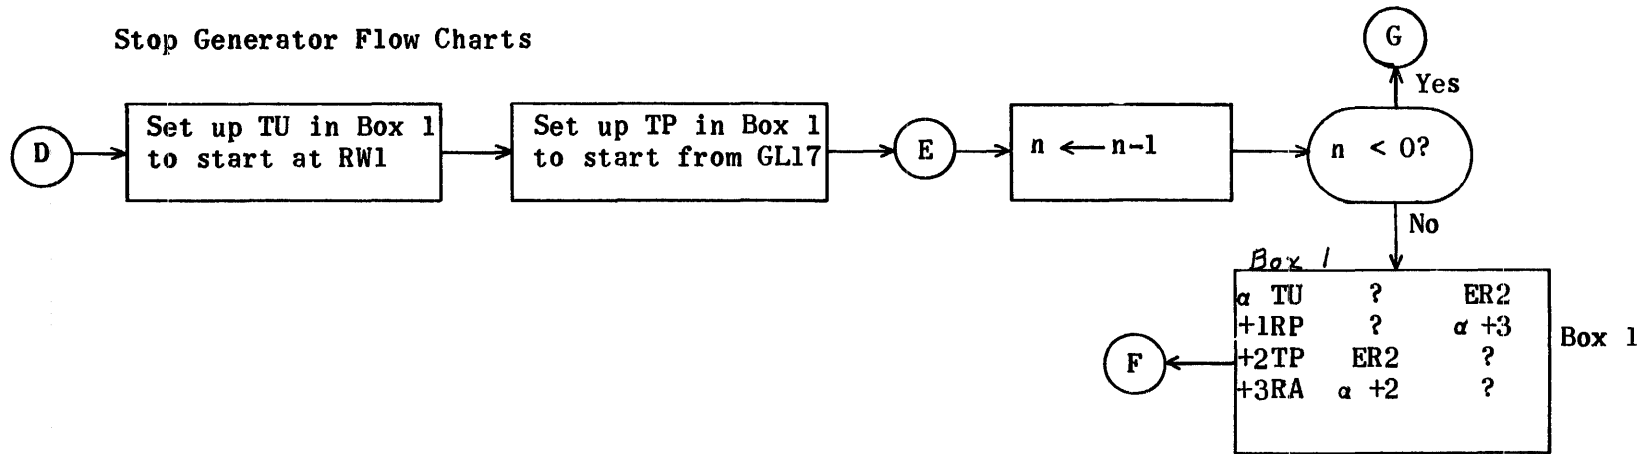 Stop Generator Flow Charts
G
Yes
D
Set up TU in Box 1
to start at RW1
Set up TP in Box 1
to start from GL17
E
n ← n-1
n < 0?
No
Box 1
α TU ? ER2
+1RP ? α +3
+2TP ER2 ?
+3RA α +2 ?
Box 1
F